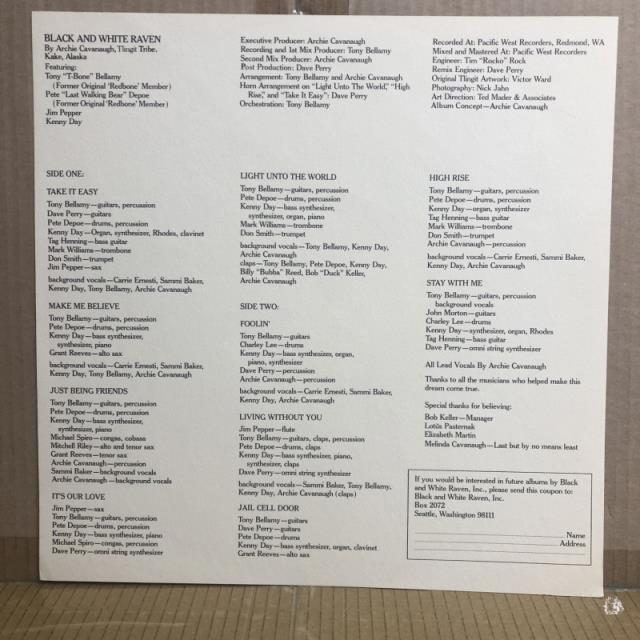 BLACK AND WHITE RAVEN
By Archie Cavanaugh, Tlingit Tribe,
Kake, Alaska
Featuring:
Tony "T-Bone" Bellamy
(Former Original 'Redbone' Member)
Pete "Last Walking Bear" Depoe
(Former Original 'Redbone' Member)
Jim Pepper
Kenny Day
Executive Producer: Archie Cavanaugh
Recording and 1st Mix Producer: Tony Bellamy
Second Mix Producer: Archie Cavanaugh
Post Production: Dave Perry
Arrangement: Tony Bellamy and Archie Cavanaugh
Horn Arrangement on "Light Unto The World," "High
Rise," and "Take It Easy": Dave Perry
Orchestration: Tony Bellamy
Recorded At: Pacific West Recorders, Redmond, WA
Mixed and Mastered At: Pacific West Recorders
Engineer: Tim "Rocko" Rock
Remix Engineer: Dave Perry
Original Tlingit Artwork: Victor Ward
Photography: Nick Jahn
Art Direction: Ted Mader & Associates
Album Concept—Archie Cavanaugh
SIDE ONE:
TAKE IT EASY
Tony Bellamy—guitars, percussion
Dave Perry—guitars
Pete Depoe—drums, percussion
Kenny Day—Organ, synthesizer, Rhodes, clavinet
Tag Henning—bass guitar
Mark Williams—trombone
Don Smith—trumpet
Jim Pepper—sax
background vocals—Carrie Ernesti, Sammi Baker,
Kenny Day, Tony Bellamy, Archie Cavanaugh
MAKE ME BELIEVE
Tony Bellamy—guitars, percussion
Pete Depoe—drums, percussion
Kenny Day—bass synthesizer,
synthesizer, piano
Grant Reeves—alto sax
background vocals—Carrie Ernesti, Sammi Baker,
Kenny Day, Tony Bellamy, Archie Cavanaugh
JUST BEING FRIENDS
Tony Bellamy—guitars, percussion
Pete Depoe—drums, percussion
Kenny Day—bass synthesizer,
synthesizer, piano
Michael Spiro—congas, cobasa
Mitchell Riley—alto and tenor sax
Grant Reeves—tenor sax
Archie Cavanaugh—percussion
Sammi Baker—background vocals
Archie Cavanaugh—background vocals
IT'S OUR LOVE
Jim Pepper—sax
Tony Bellamy—guitars, percussion
Pete Depoe—drums, percussion
Kenny Day—bass synthesizer, piano
Michael Spiro—congas, percussion
Dave Perry—omni string synthesizer
LIGHT UNTO THE WORLD
Tony Bellamy—guitars, percussion
Pete Depoe—drums, percussion
Kenny Day—bass synthesizer,
synthesizer, organ, piano
Mark Williams—trombone
Don Smith—trumpet
background vocals—Tony Bellamy, Kenny Day,
Archie Cavanaugh
claps—Tony Bellamy, Pete Depoe, Kenny Day,
Billy "Bubba" Reed, Bob "Duck" Keller,
Archie Cavanaugh
SIDE TWO:
FOOLIN'
Tony Bellamy—guitars
Charley Lee—drums
Kenny Day—bass synthesizer, organ,
piano, synthesizer
Dave Perry—percussion
Archie Cavanaugh—percussion
background vocals—Carrie Ernesti, Sammi Baker,
Kenny Day, Archie Cavanaugh
LIVING WITHOUT YOU
Jim Pepper—flute
Tony Bellamy—guitars, claps, percussion
Pete Depoe—drums, claps
Kenny Day—bass synthesizer, piano,
synthesizer, claps
Dave Perry—omni string synthesizer
background vocals—Sammi Baker, Tony Bellamy,
Kenny Day, Archie Cavanaugh (claps)
JAIL CELL DOOR
Tony Bellamy—guitars
Dave Perry—guitars
Pete Depoe—drums
Kenny Day—bass synthesizer, organ, clavinet
Grant Reeves—alto sax
HIGH RISE
Tony Bellamy—guitars, percussion
Pete Depoe—drums, percussion
Kenny Day—organ, synthesizer
Tag Henning—bass guitar
Mark Williams—trombone
Don Smith—trumpet
Archie Cavanaugh—percussion
background vocals—Carrie Ernesti, Sammi Baker,
Kenny Day, Archie Cavanaugh
STAY WITH ME
Tony Bellamy—guitars, percussion
background vocals
John Morton—guitars
Charley Lee—drums
Kenny Day—synthesizer, organ, Rhodes
Tag Henning—bass guitar
Dave Perry—omni string synthesizer
All Lead Vocals By Archie Cavanaugh
Thanks to all the musicians who helped make this
dream come true.
Special thanks for believing:
Bob Keller—Manager
Lotüs Pasternak
Elizabeth Martin
Melinda Cavanaugh—Last but by no means least
If you would be interested in future albums by Black
and White Raven, Inc., please send this coupon to:
Black and White Raven, Inc.
Box 2072
Seattle, Washington 98111
Name
Address